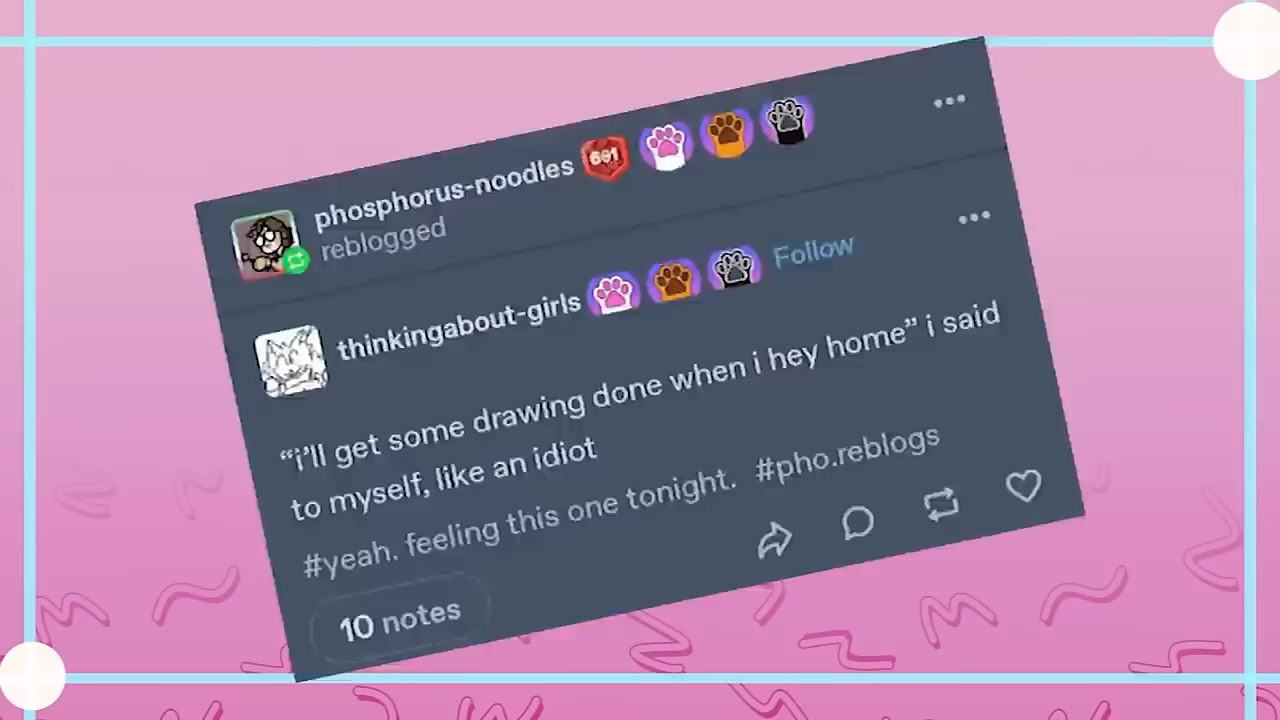 phosphorus-noodles 661
reblogged
thinkingabout-girls Follow
“i’ll get some drawing done when i hey home” i said
to myself, like an idiot
#yeah. feeling this one tonight. #pho.reblogs
10 notes